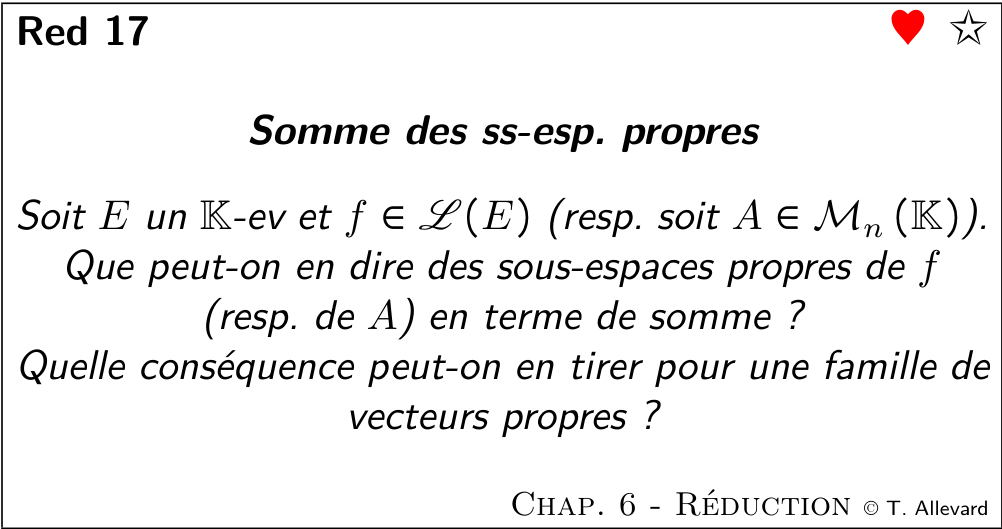 Red 17 ♥ ☆
Somme des ss-esp. propres
Soit E un 𝕂-ev et f ∈ ℒ(E) (resp. soit A ∈ ℳₙ (𝕂)).
Que peut-on en dire des sous-espaces propres de f
(resp. de A) en terme de somme ?
Quelle conséquence peut-on en tirer pour une famille de
vecteurs propres ?
Chap. 6 - Réduction © T. Allevard